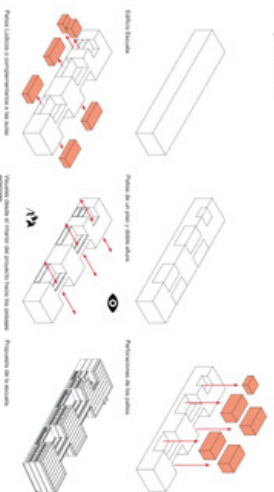 Edificio Escuela
Patios de un piso y doble altura
Perforaciones de los patios
Patios Lúdicos o complementarios a las aulas
Visuales desde el interior del proyecto hacia los paisajes
Propuesta de la escuela